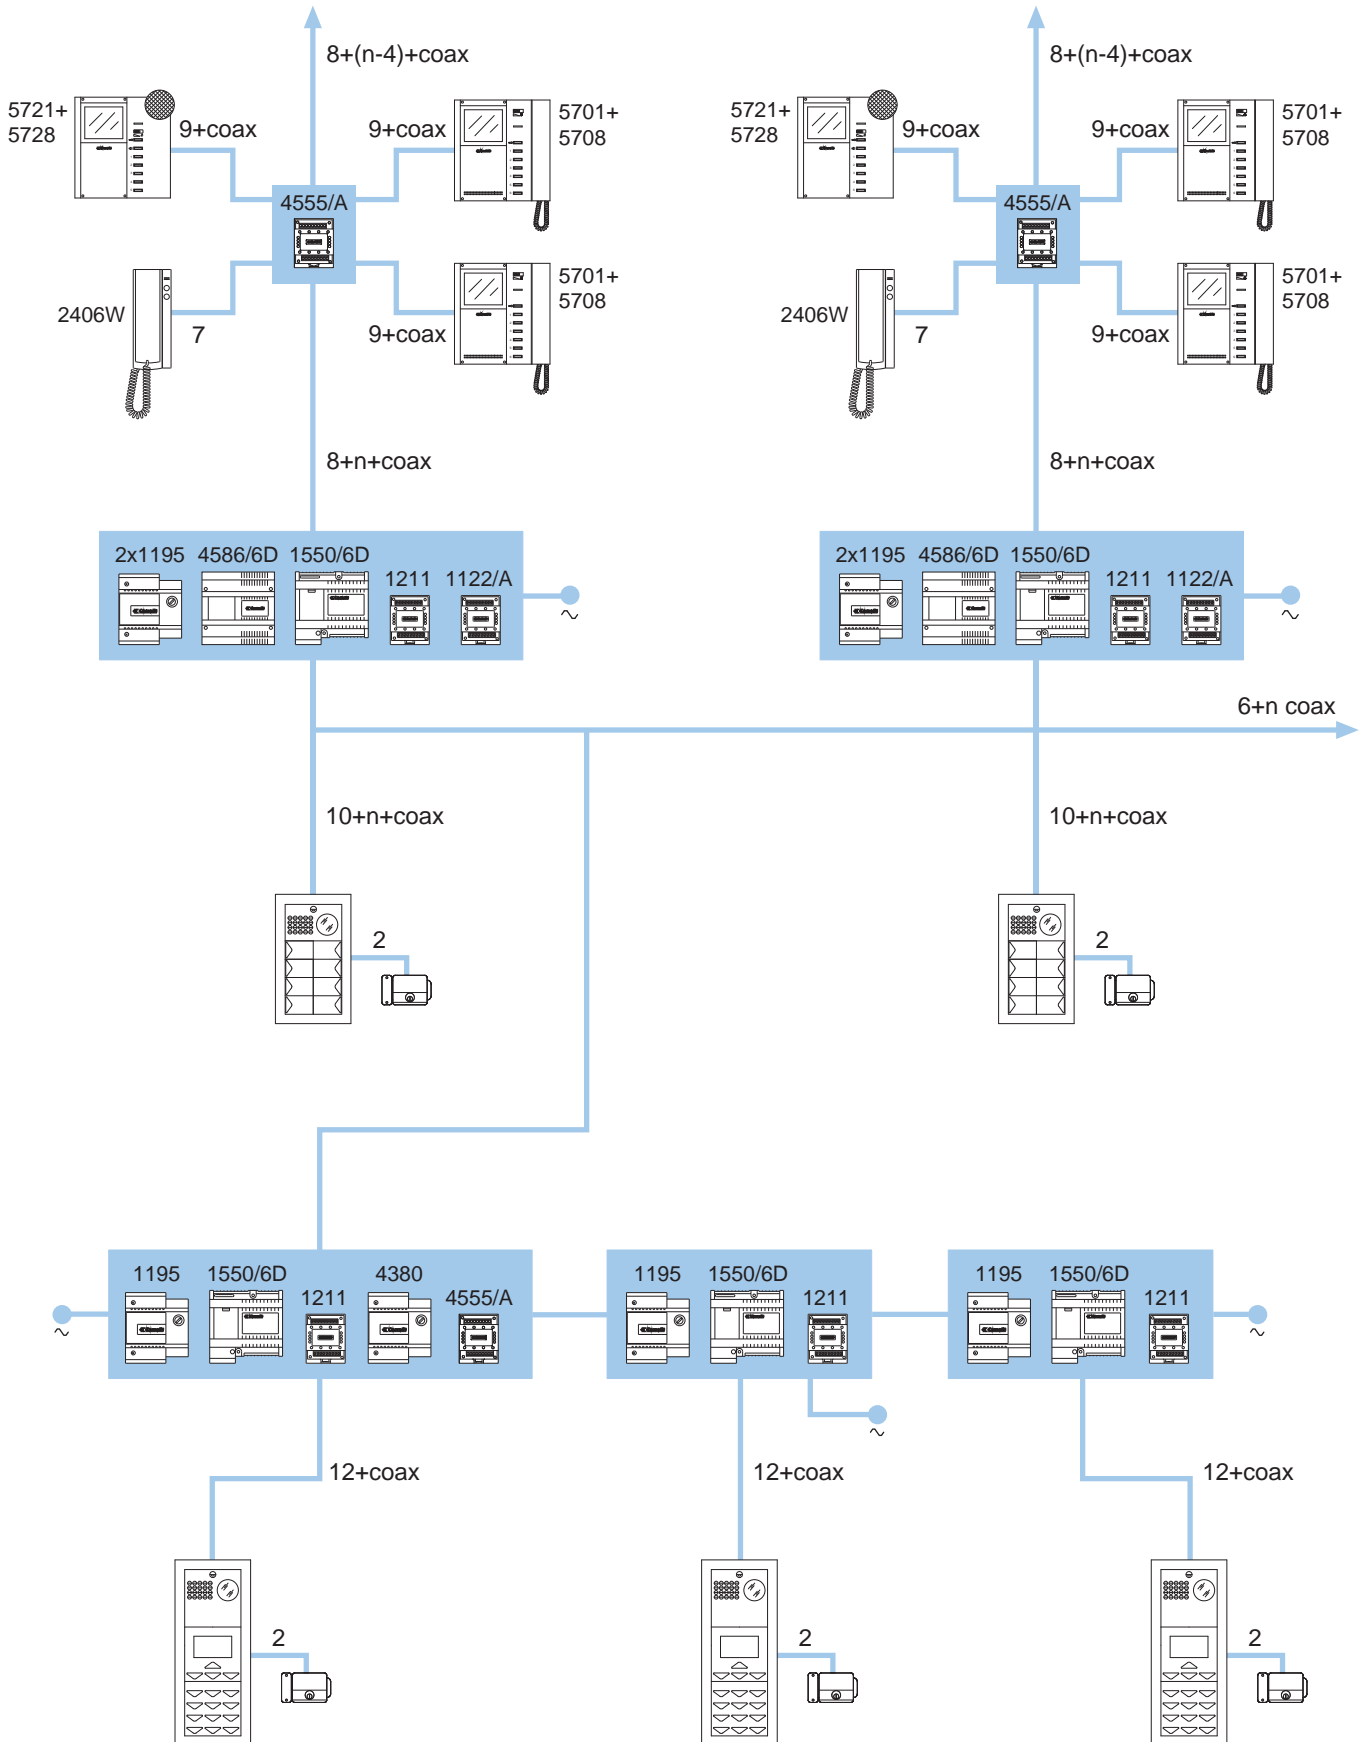 8+(n-4)+coax
8+(n-4)+coax
5721+
5728
9+coax
9+coax
5701+
5708
5721+
5728
9+coax
9+coax
5701+
5708
4555/A
4555/A
2406W
7
9+coax
5701+
5708
2406W
7
9+coax
5701+
5708
8+n+coax
8+n+coax
2x1195
4586/6D
1550/6D
1211
1122/A
~
2x1195
4586/6D
1550/6D
1211
1122/A
~
6+n coax
10+n+coax
10+n+coax
2
2
1195
1550/6D
1211
4380
4555/A
~
1195
1550/6D
1211
~
1195
1550/6D
1211
~
12+coax
12+coax
12+coax
2
2
2